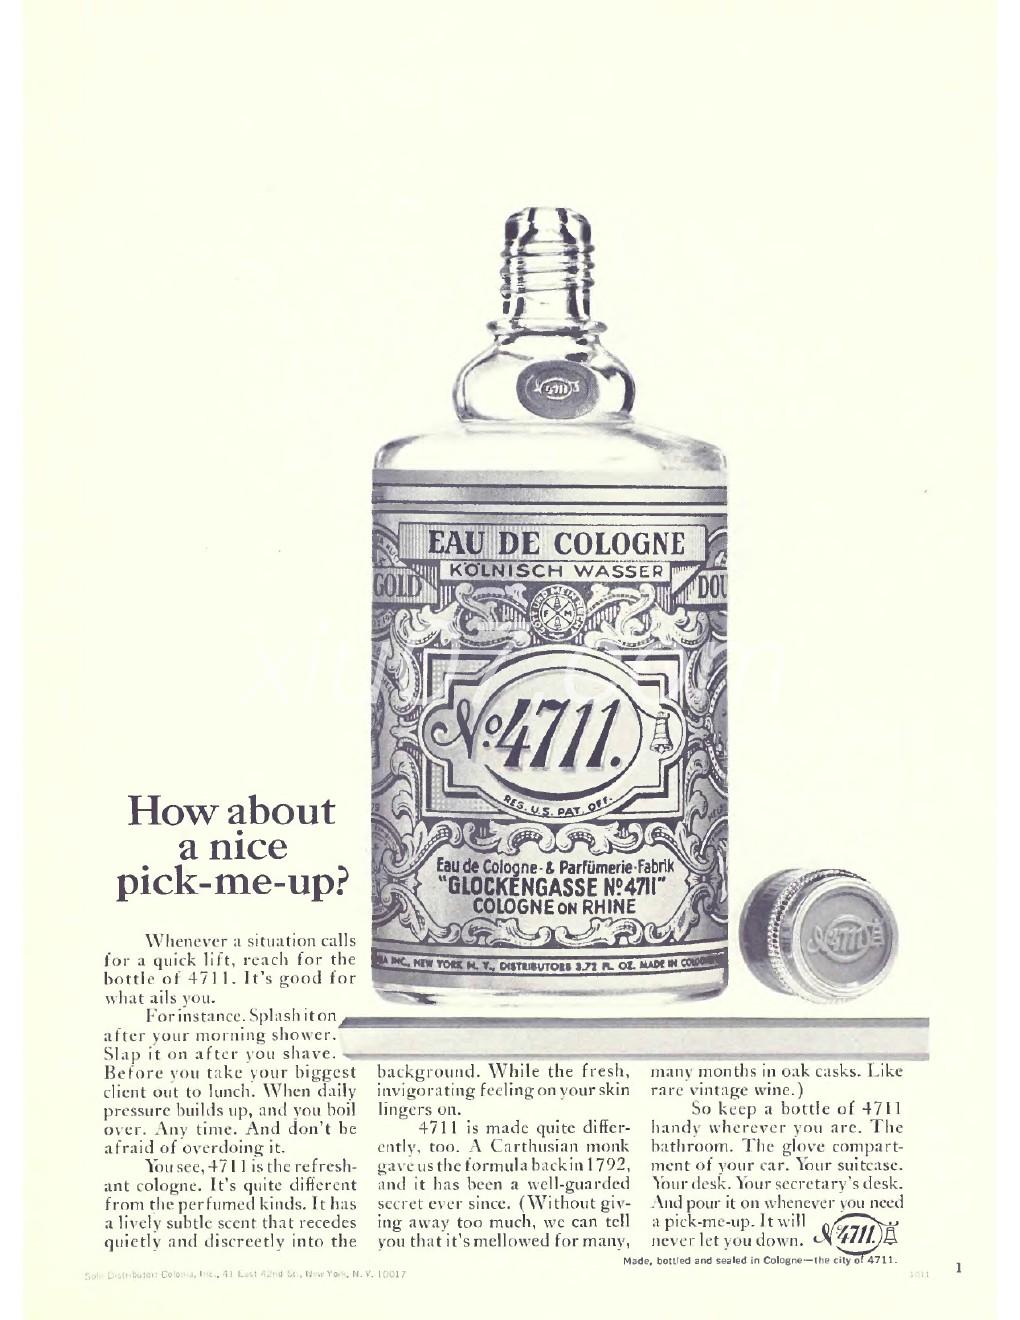 EAU DE COLOGNE
KÖLNISCH WASSER
GOLD
DOU
No 4711.
RES. U.S. PAT. OFF.
Eau de Cologne- & Parfümerie-Fabrik
"GLOCKENGASSE No 4711"
COLOGNE ON RHINE
INC, NEW YORK N. Y., DISTRIBUTORS 3.72 FL. OZ. MADE IN
4711
xiu
.com
How about
a nice
pick-me-up?
Whenever a situation calls
for a quick lift, reach for the
bottle of 4711. It's good for
what ails you.
For instance. Splash it on
after your morning shower.
Slap it on after you shave.
Before you take your biggest
client out to lunch. When daily
pressure builds up, and you boil
over. Any time. And don't be
afraid of overdoing it.
You see, 4711 is the refresh-
ant cologne. It's quite different
from the perfumed kinds. It has
a lively subtle scent that recedes
quietly and discreetly into the
background. While the fresh,
invigorating feeling on your skin
lingers on.
4711 is made quite differ-
ently, too. A Carthusian monk
gave us the formula back in 1792,
and it has been a well-guarded
secret ever since. (Without giv-
ing away too much, we can tell
you that it's mellowed for many,
many months in oak casks. Like
rare vintage wine.)
So keep a bottle of 4711
handy wherever you are. The
bathroom. The glove compart-
ment of your car. Your suitcase.
Your desk. Your secretary's desk.
And pour it on whenever you need
a pick-me-up. It will
never let you down.
No 4711.
Made, bottled and sealed in Cologne—the city of 4711.
Sole Distributor: Colonia, Inc., 41 East 42nd St., New York, N. Y. 10017
1